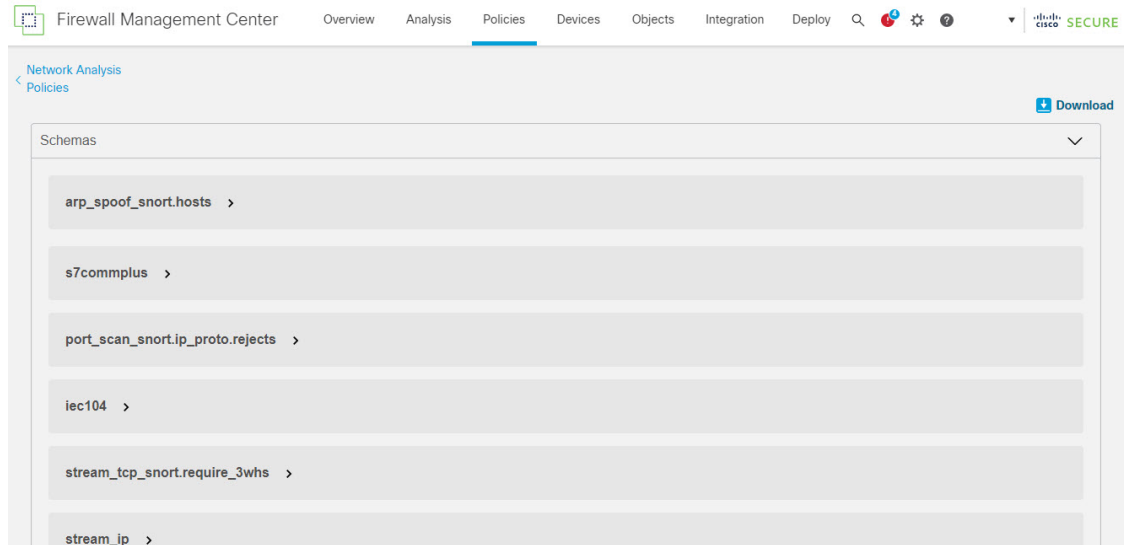 Firewall Management Center Overview Analysis Policies Devices Objects Integration Deploy 4 cisco SECURE
Network Analysis
Policies
Download
Schemas
arp_spoof_snort.hosts
s7commplus
port_scan_snort.ip_proto.rejects
iec104
stream_tcp_snort.require_3whs
stream_ip